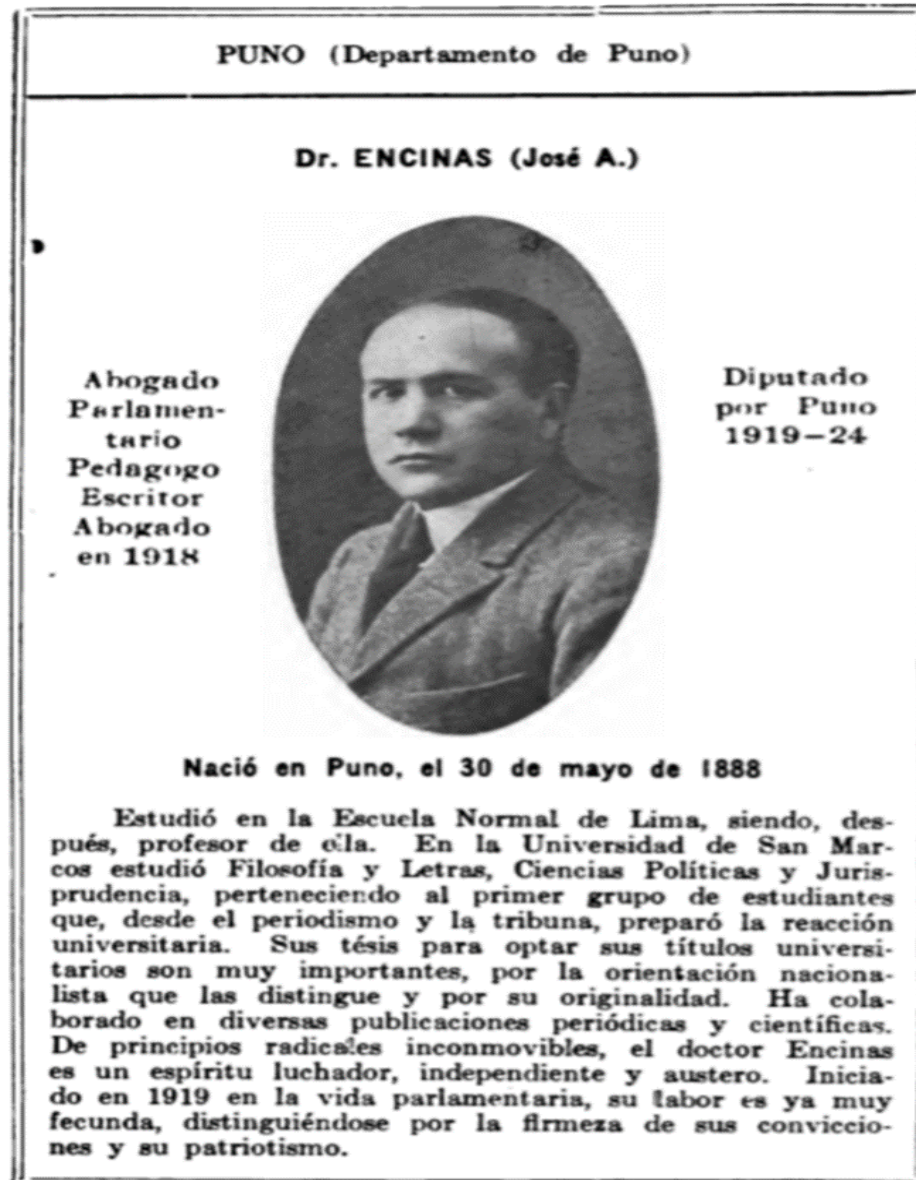 PUNO (Departamento de Puno)
Dr. ENCINAS (José A.)
Abogado
Parlamen-
tario
Pedagogo
Escritor
Abogado
en 1918
Diputado
por Puno
1919-24
Nació en Puno, el 30 de mayo de 1888
Estudió en la Escuela Normal de Lima, siendo, des-
pués, profesor de ella. En la Universidad de San Mar-
cos estudió Filosofía y Letras, Ciencias Políticas y Juris-
prudencia, perteneciendo al primer grupo de estudiantes
que, desde el periodismo y la tribuna, preparó la reacción
universitaria. Sus tésis para optar sus títulos universi-
tarios son muy importantes, por la orientación naciona-
lista que las distingue y por su originalidad. Ha cola-
borado en diversas publicaciones periódicas y científicas.
De principios radicales inconmovibles, el doctor Encinas
es un espíritu luchador, independiente y austero. Inicia-
do en 1919 en la vida parlamentaria, su labor es ya muy
fecunda, distinguiéndose por la firmeza de sus conviccio-
nes y su patriotismo.